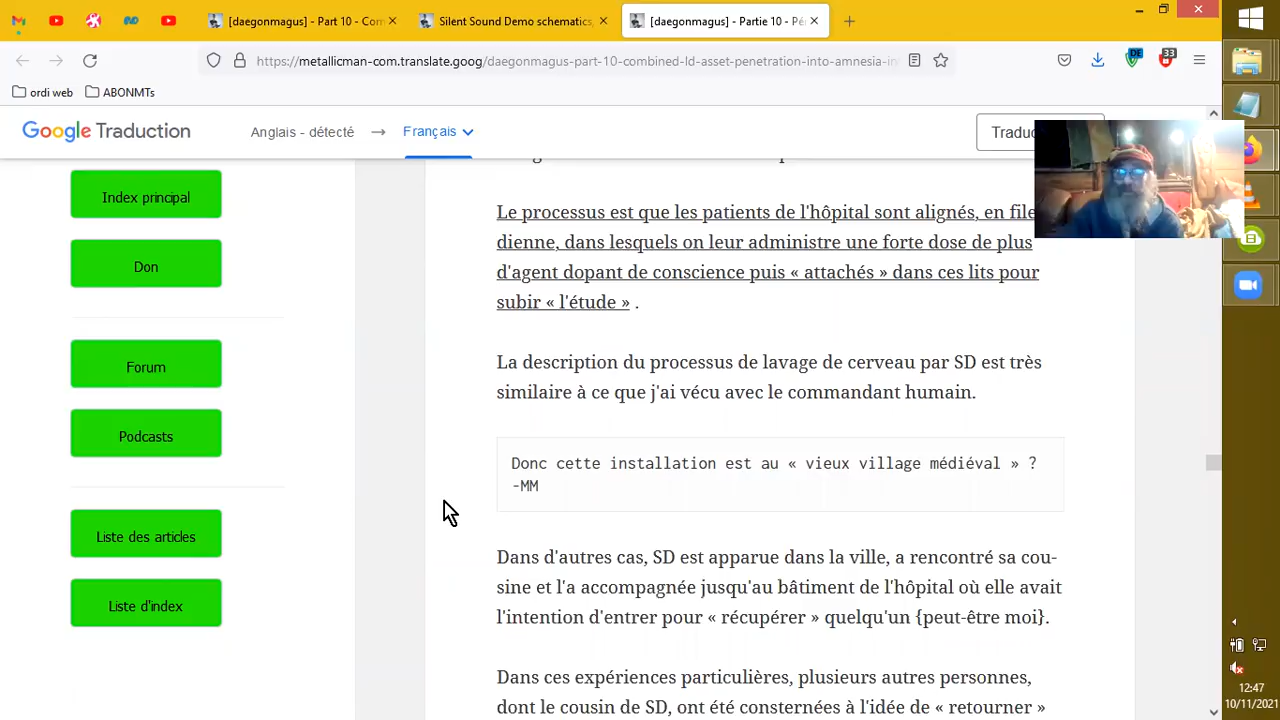 [daegonmagus] - Part 10 - Con
Silent Sound Demo schematics,
[daegonmagus] - Partie 10 - Pé
https://metallicman-com.translate.goog/daegonmagus-part-10-combined-ld-asset-penetration-into-amnesia-in
DE
33
ordi web
ABONMTs
Google Traduction
Anglais - détecté
Français
Traduc
Index principal
Don
Forum
Podcasts
Liste des articles
Liste d'index
Le processus est que les patients de l'hôpital sont alignés, en file
dienne, dans lesquels on leur administre une forte dose de plus
d'agent dopant de conscience puis « attachés » dans ces lits pour
subir « l'étude » .
La description du processus de lavage de cerveau par SD est très
similaire à ce que j'ai vécu avec le commandant humain.
Donc cette installation est au « vieux village médiéval » ?
-MM
Dans d'autres cas, SD est apparue dans la ville, a rencontré sa cou-
sine et l'a accompagnée jusqu'au bâtiment de l'hôpital où elle avait
l'intention d'entrer pour « récupérer » quelqu'un {peut-être moi}.
Dans ces expériences particulières, plusieurs autres personnes,
dont le cousin de SD, ont été consternées à l'idée de « retourner »
12:47
10/11/2021